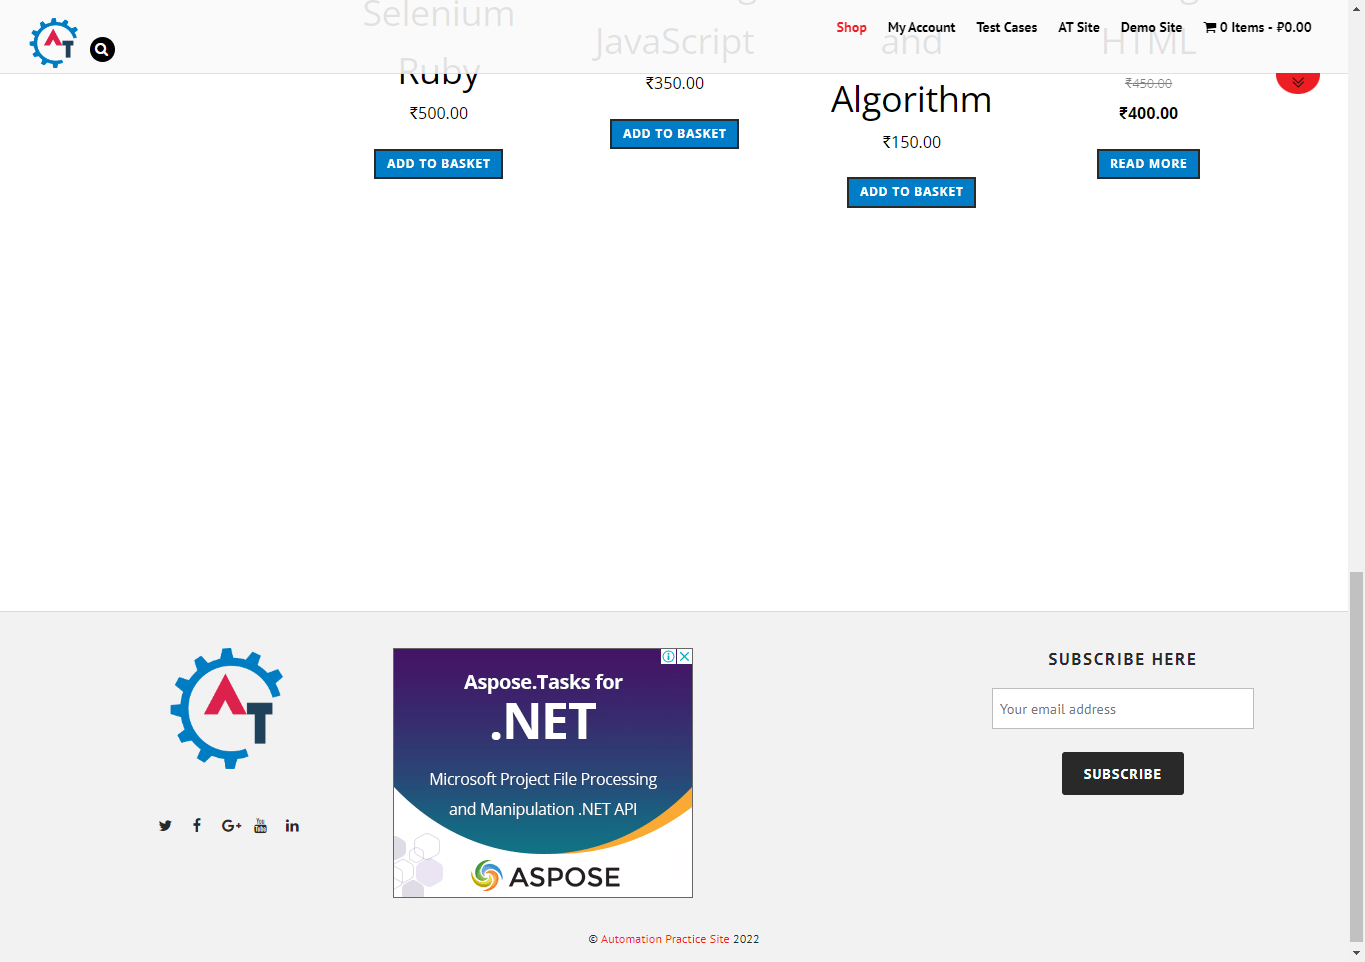 Shop
My Account
Test Cases
AT Site
Demo Site
0 Items - ₽0.00
Selenium
Ruby
₹500.00
ADD TO BASKET
JavaScript
₹350.00
ADD TO BASKET
and
Algorithm
₹150.00
ADD TO BASKET
HTML
₹450.00
₹400.00
READ MORE
AT
Aspose.Tasks for
.NET
Microsoft Project File Processing
and Manipulation .NET API
ASPOSE
SUBSCRIBE HERE
Your email address
SUBSCRIBE
© Automation Practice Site 2022